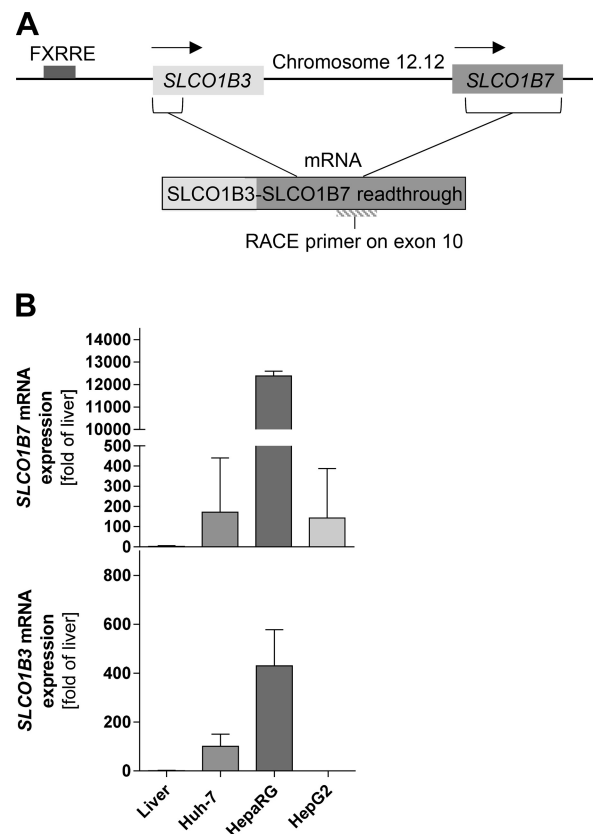 A
FXRRE
SLCO1B3
Chromosome 12.12
SLCO1B7
mRNA
SLCO1B3-SLCO1B7 readthrough
RACE primer on exon 10
B
SLCO1B7 mRNA
expression
[fold of liver]
14000
13000
12000
11000
10000
500
400
300
200
100
0
SLCO1B3 mRNA
expression
[fold of liver]
800
600
400
200
0
Liver
Huh-7
HepaRG
HepG2